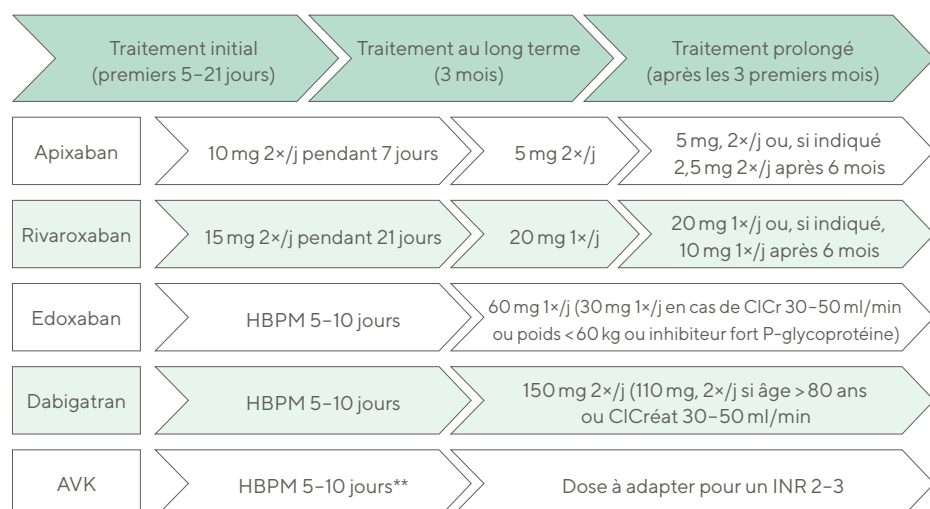 Traitement initial
(premiers 5–21 jours)
Traitement au long terme
(3 mois)
Traitement prolongé
(après les 3 premiers mois)
Apixaban
10 mg 2×/j pendant 7 jours
5 mg 2×/j
5 mg, 2×/j ou, si indiqué
2,5 mg 2×/j après 6 mois
Rivaroxaban
15 mg 2×/j pendant 21 jours
20 mg 1×/j
20 mg 1×/j ou, si indiqué,
10 mg 1×/j après 6 mois
Edoxaban
HBPM 5–10 jours
60 mg 1×/j (30 mg 1×/j en cas de ClCr 30–50 ml/min
ou poids < 60 kg ou inhibiteur fort P-glycoprotéine)
Dabigatran
HBPM 5–10 jours
150 mg 2×/j (110 mg, 2×/j si âge > 80 ans
ou ClCréat 30–50 ml/min
AVK
HBPM 5–10 jours**
Dose à adapter pour un INR 2–3